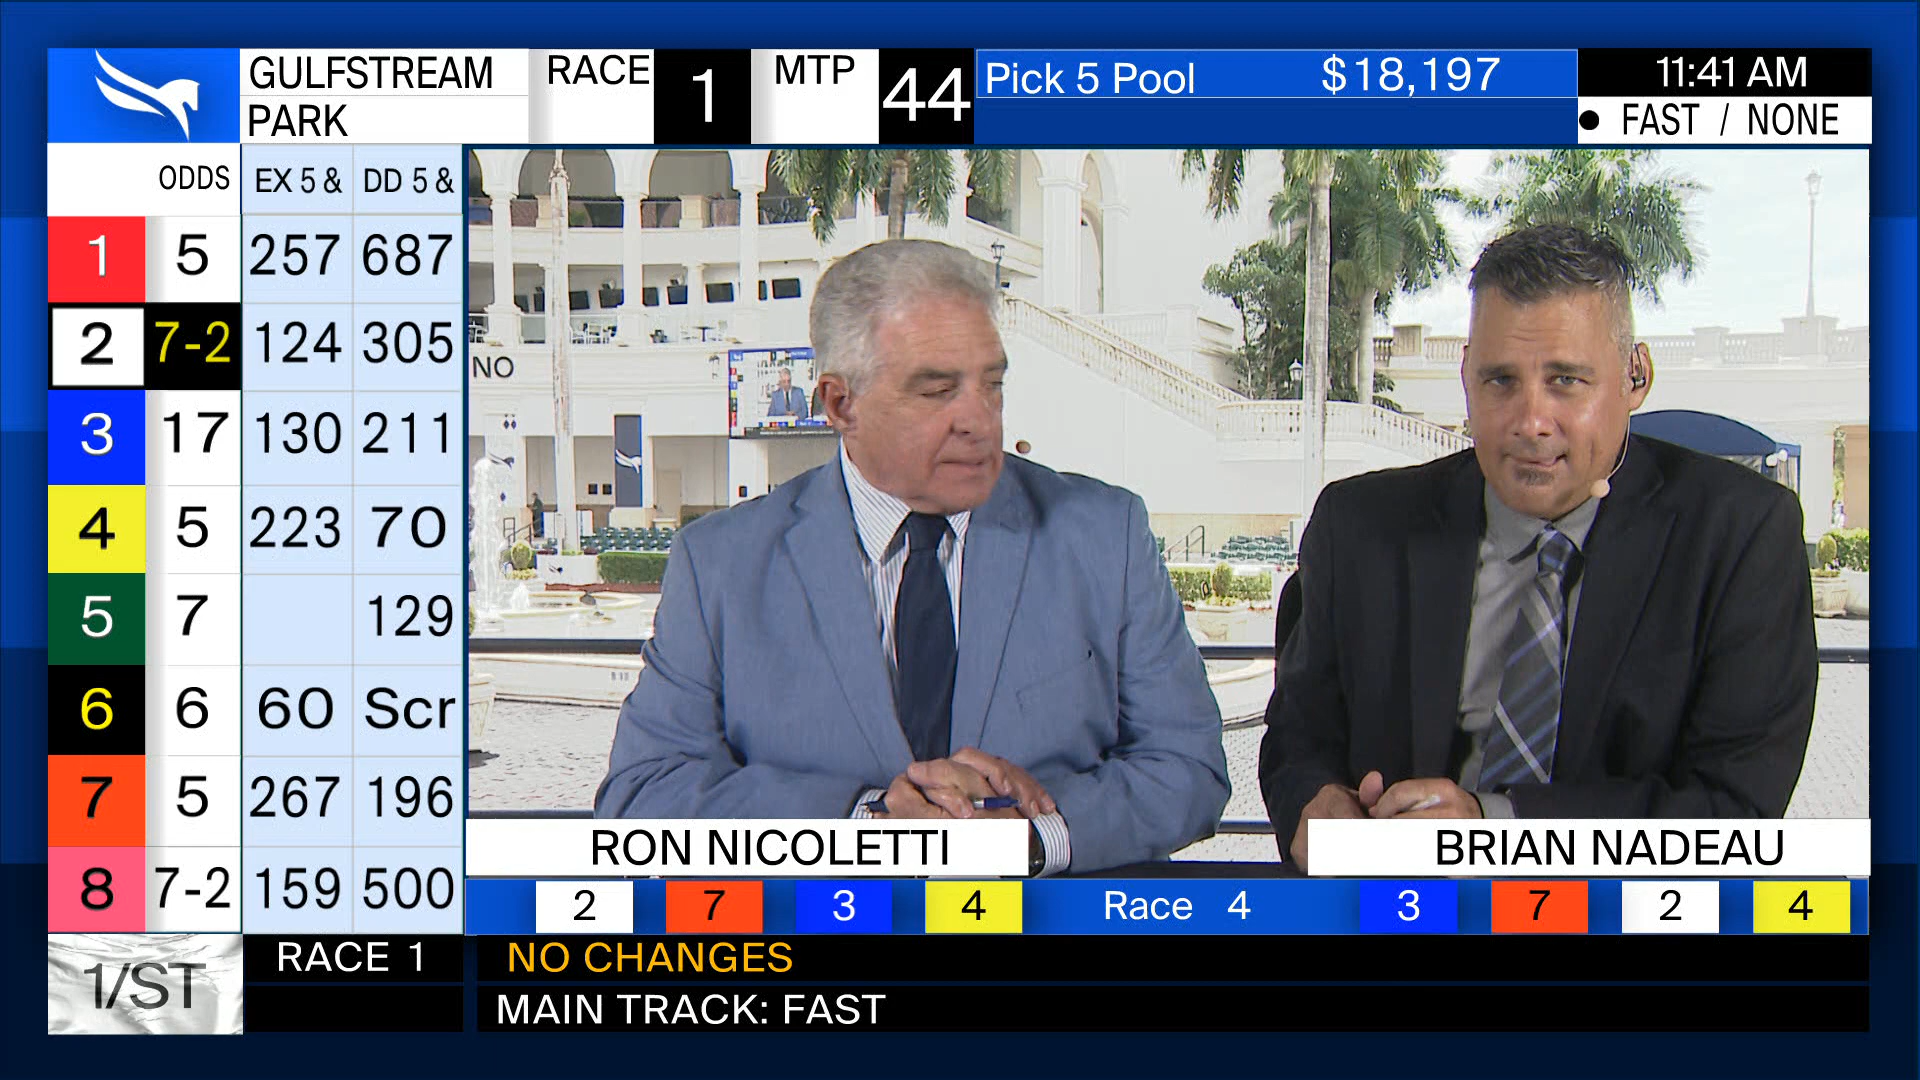 GULFSTREAM
PARK
RACE 1 MTP 44
Pick 5 Pool $18,197
11:41 AM
FAST / NONE
ODDS EX 5 & DD 5 &
1 5 257 687
2 7-2 124 305
3 17 130 211
4 5 223 70
5 7 129
6 6 60 Scr
7 5 267 196
8 7-2 159 500
NO
RON NICOLETTI BRIAN NADEAU
2 7 3 4 Race 4 3 7 2 4
1/ST RACE 1 NO CHANGES
MAIN TRACK: FAST